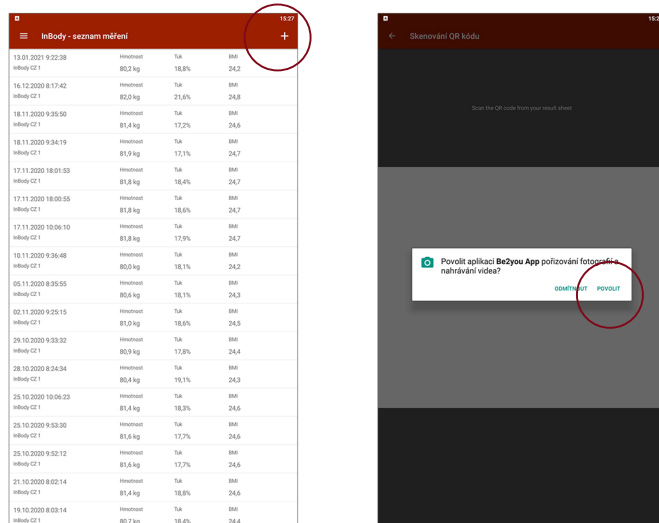 15:27
InBody - seznam měření
13.01.2021 9:22:38 Hmotnost Tuk BMI
InBody CZ 1 80,2 kg 18,8% 24,2
16.12.2020 8:17:42 Hmotnost Tuk BMI
InBody CZ 1 82,0 kg 21,6% 24,8
18.11.2020 9:35:50 Hmotnost Tuk BMI
InBody CZ 1 81,4 kg 17,2% 24,6
18.11.2020 9:34:19 Hmotnost Tuk BMI
InBody CZ 1 81,9 kg 17,1% 24,7
17.11.2020 18:01:53 Hmotnost Tuk BMI
InBody CZ 1 81,8 kg 18,4% 24,7
17.11.2020 18:00:55 Hmotnost Tuk BMI
InBody CZ 1 81,8 kg 18,6% 24,7
17.11.2020 10:06:10 Hmotnost Tuk BMI
InBody CZ 1 81,8 kg 17,9% 24,7
10.11.2020 9:36:48 Hmotnost Tuk BMI
InBody CZ 1 80,0 kg 18,1% 24,2
05.11.2020 8:35:55 Hmotnost Tuk BMI
InBody CZ 1 80,6 kg 18,1% 24,3
02.11.2020 9:25:15 Hmotnost Tuk BMI
InBody CZ 1 81,0 kg 18,6% 24,5
29.10.2020 9:33:32 Hmotnost Tuk BMI
InBody CZ 1 80,9 kg 17,8% 24,4
28.10.2020 8:24:34 Hmotnost Tuk BMI
InBody CZ 1 80,4 kg 19,1% 24,3
25.10.2020 10:06:23 Hmotnost Tuk BMI
InBody CZ 1 81,4 kg 18,3% 24,6
25.10.2020 9:53:30 Hmotnost Tuk BMI
InBody CZ 1 81,6 kg 17,7% 24,6
25.10.2020 9:52:12 Hmotnost Tuk BMI
InBody CZ 1 81,6 kg 17,7% 24,6
21.10.2020 8:02:14 Hmotnost Tuk BMI
InBody CZ 1 81,4 kg 18,8% 24,6
19.10.2020 8:03:14 Hmotnost Tuk BMI
InBody CZ 1 80,7 kg 18,4% 24,4
Skenování QR kódu
Scan the QR code from your result sheet
Povolit aplikaci Be2you App pořizování fotografií a
nahrávání videa?
ODMÍTNOUT POVOLIT